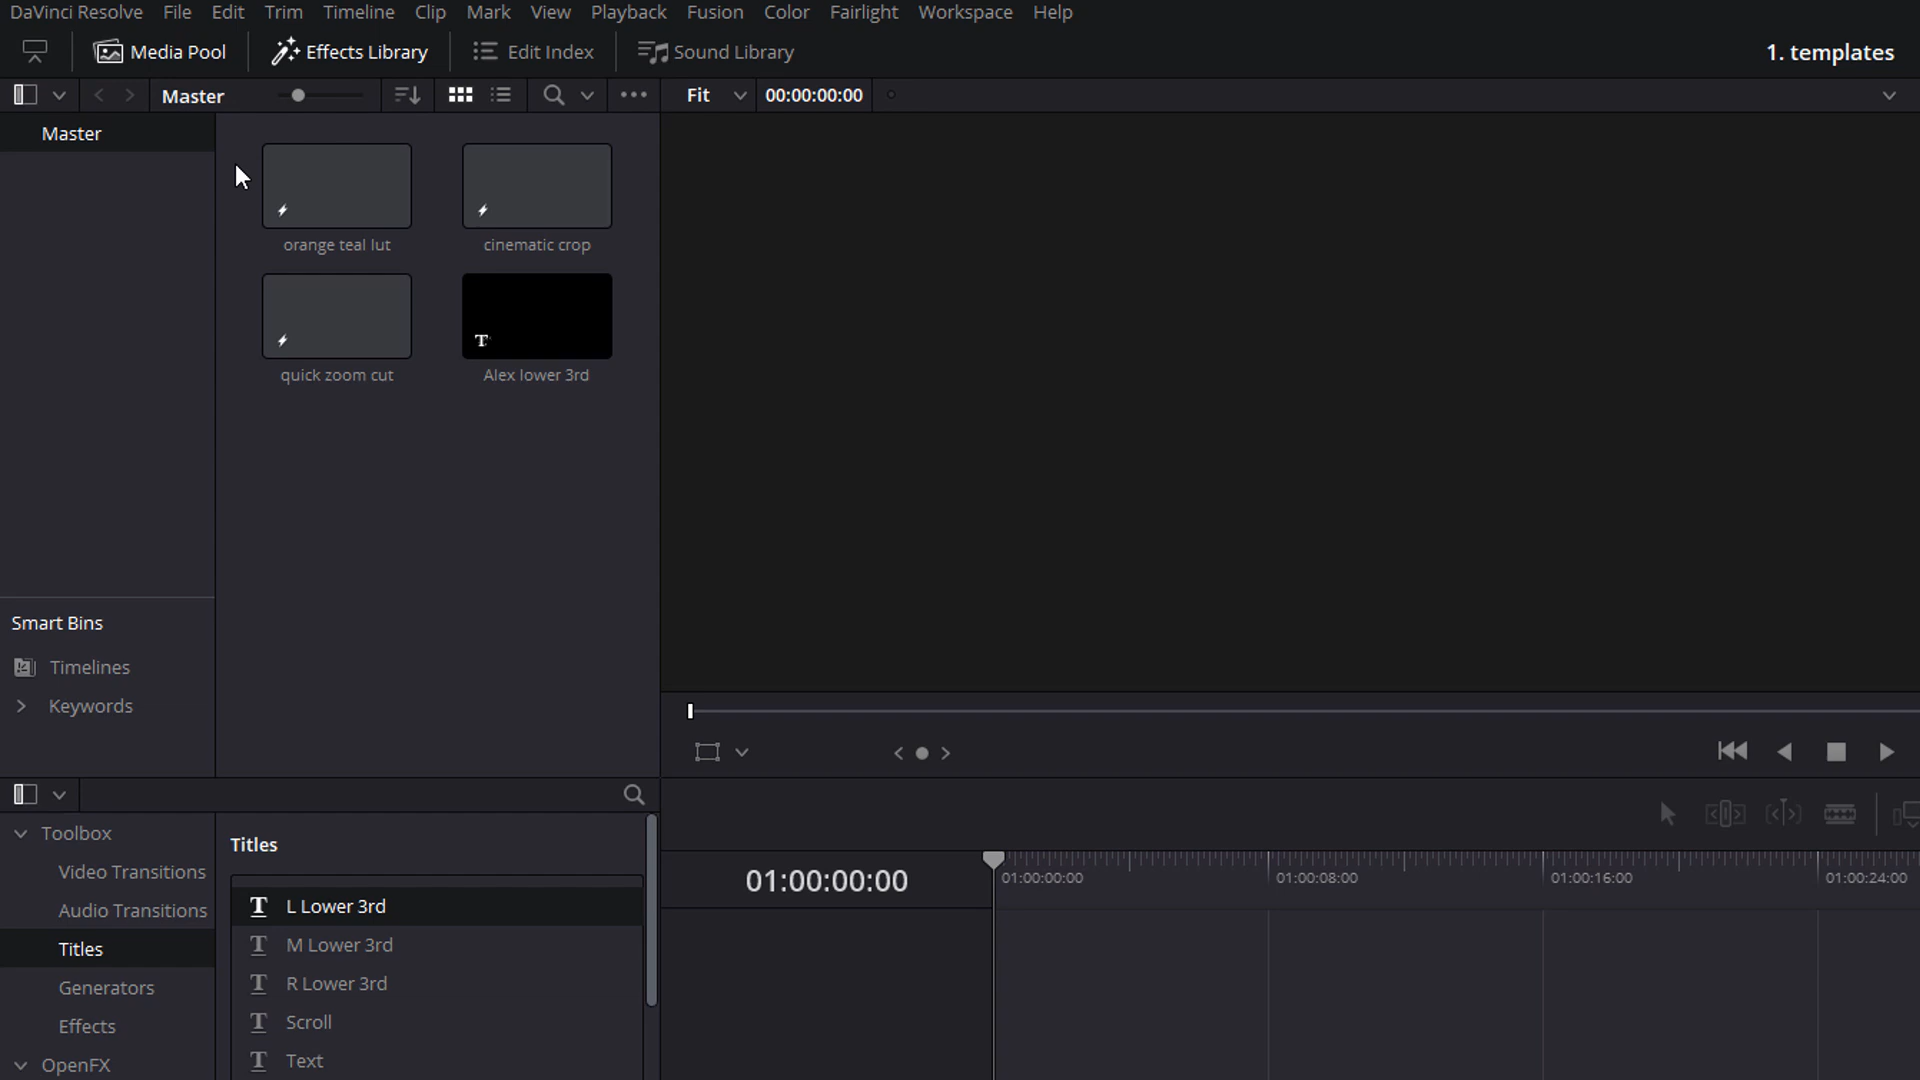 DaVinci Resolve File Edit Trim Timeline Clip Mark View Playback Fusion Color Fairlight Workspace Help
Media Pool Effects Library Edit Index Sound Library 1. templates
Master Fit 00:00:00:00
Master
orange teal lut cinematic crop
quick zoom cut Alex lower 3rd
Smart Bins
Timelines
Keywords
Toolbox
Video Transitions
Audio Transitions
Titles
Generators
Effects
OpenFX
Titles
L Lower 3rd
M Lower 3rd
R Lower 3rd
Scroll
Text
01:00:00:00
01:00:00:00 01:00:08:00 01:00:16:00 01:00:24:00